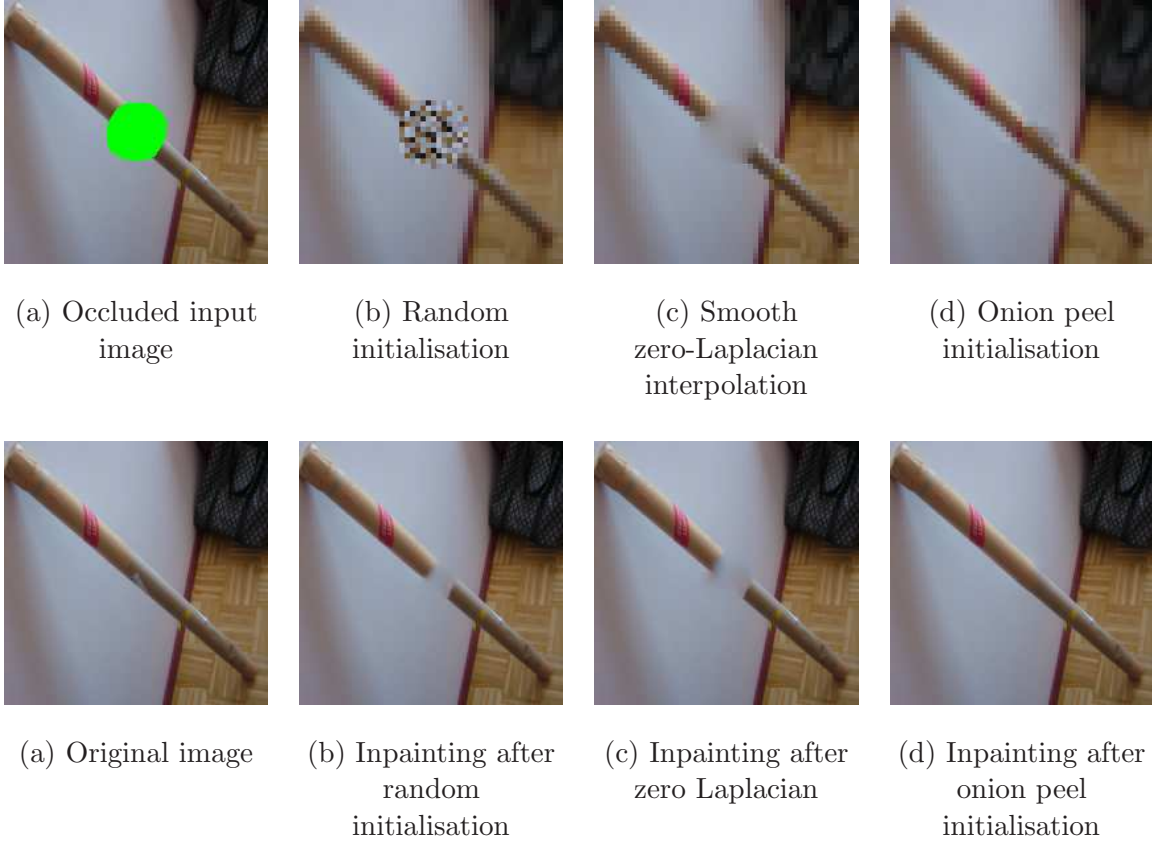 (a) Occluded input
image
(b) Random
initialisation
(c) Smooth
zero-Laplacian
interpolation
(d) Onion peel
initialisation
(a) Original image
(b) Inpainting after
random
initialisation
(c) Inpainting after
zero Laplacian
(d) Inpainting after
onion peel
initialisation